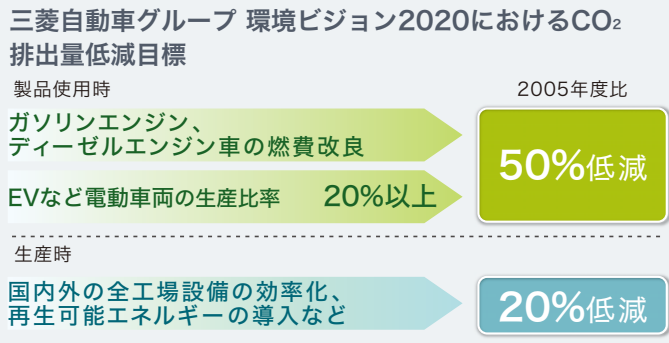 三菱自動車グループ 環境ビジョン2020におけるCO₂
排出量低減目標
製品使用時
2005年度比
ガソリンエンジン、
ディーゼルエンジン車の燃費改良
50%低減
EVなど電動車両の生産比率 20%以上
生産時
国内外の全工場設備の効率化、
再生可能エネルギーの導入など
20%低減